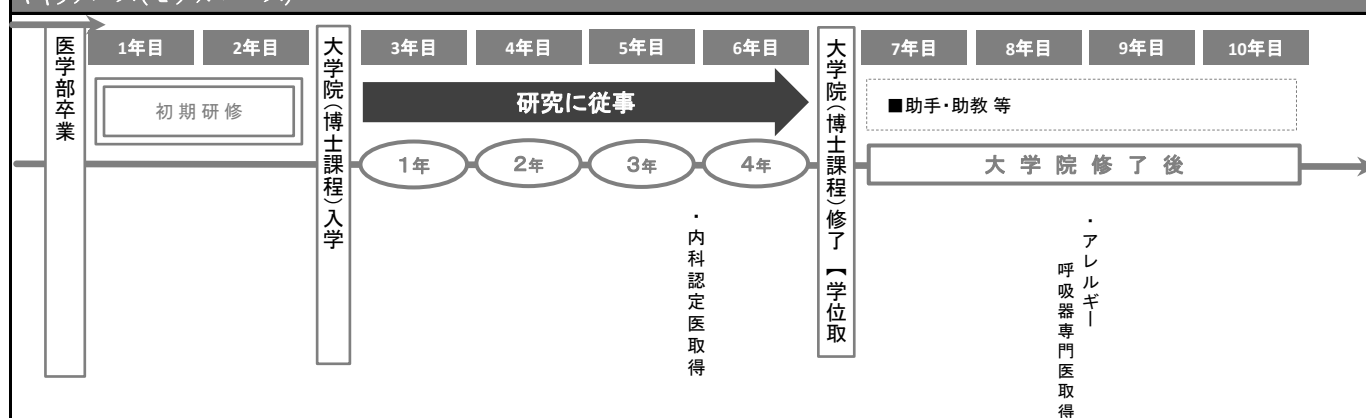 医学部卒業
1年目
2年目
初期研修
大学院（博士課程）入学
3年目
4年目
5年目
6年目
研究に従事
1年
2年
3年
4年
・内科認定医取得
大学院（博士課程）修了【学位取
7年目
8年目
9年目
10年目
■助手・助教 等
大学院修了後
・アレルギー
呼吸器専門医取得